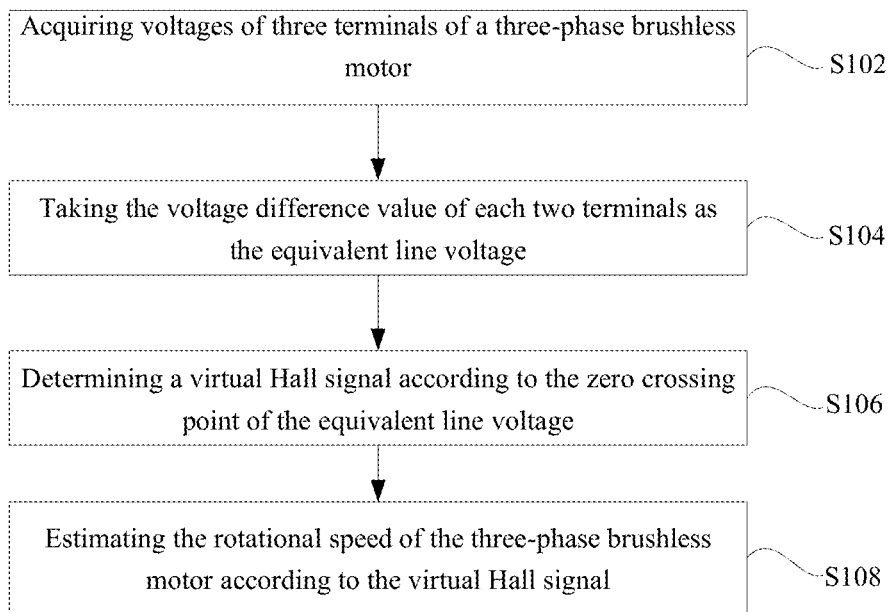 Acquiring voltages of three terminals of a three-phase brushless
motor
S102
Taking the voltage difference value of each two terminals as
the equivalent line voltage
S104
Determining a virtual Hall signal according to the zero crossing
point of the equivalent line voltage
S106
Estimating the rotational speed of the three-phase brushless
motor according to the virtual Hall signal
S108